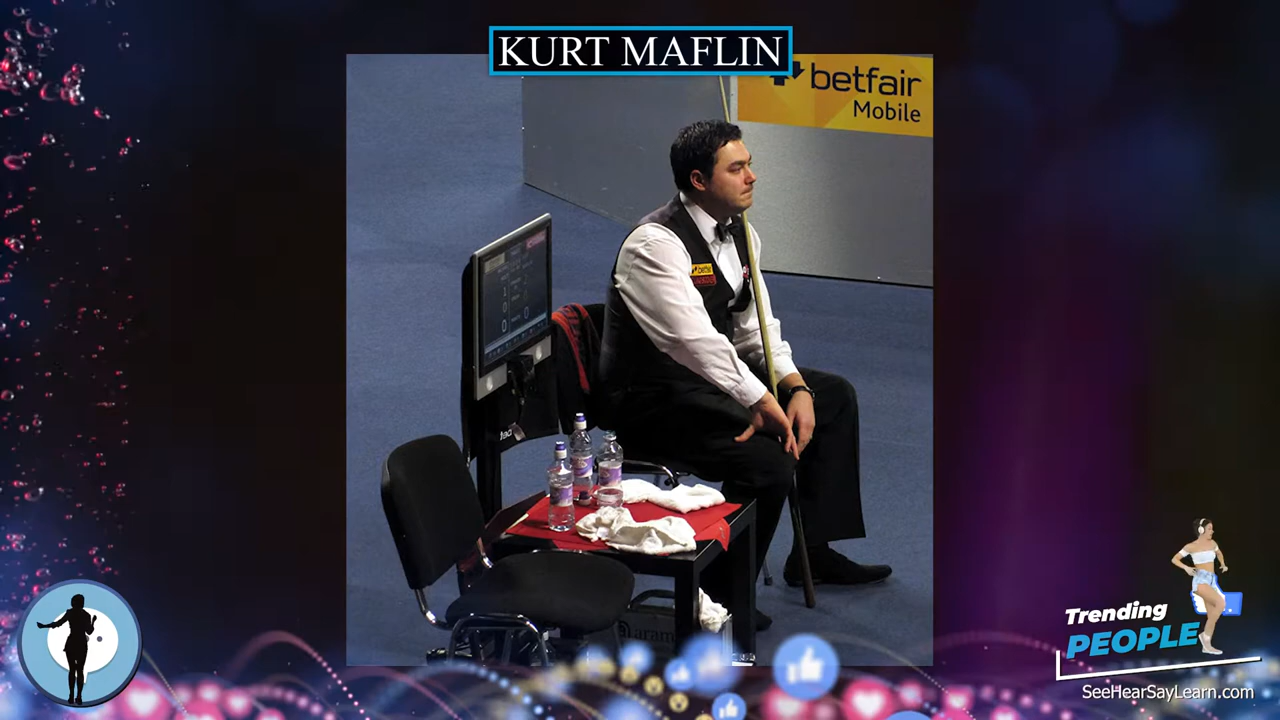 KURT MAFLIN
betfair
Mobile
Trending
PEOPLE
SeeHearSayLearn.com